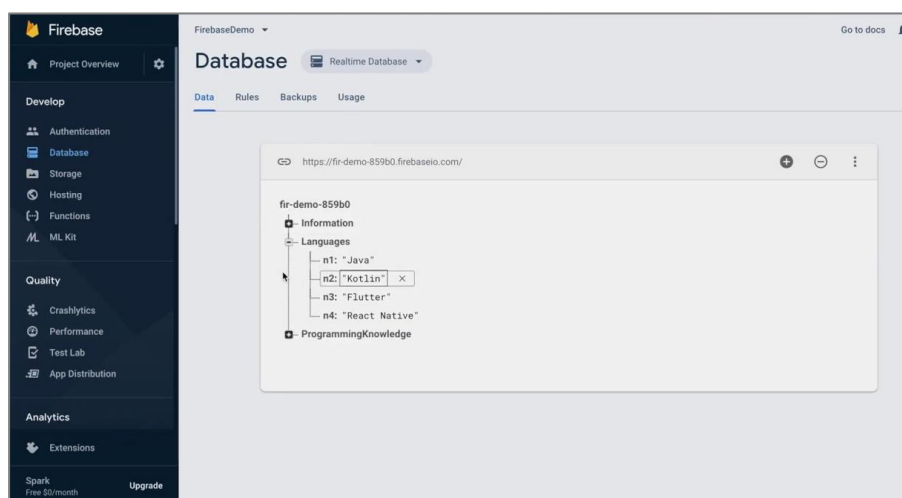 Firebase
Project Overview
Develop
Authentication
Database
Storage
Hosting
Functions
ML Kit
Quality
Crashlytics
Performance
Test Lab
App Distribution
Analytics
Extensions
Spark
Free $0/month
Upgrade
FirebaseDemo
Go to docs
Database
Realtime Database
Data Rules Backups Usage
https://fir-demo-859b0.firebaseio.com/
fir-demo-859b0
Information
Languages
n1: "Java"
n2: "Kotlin"
n3: "Flutter"
n4: "React Native"
ProgrammingKnowledge